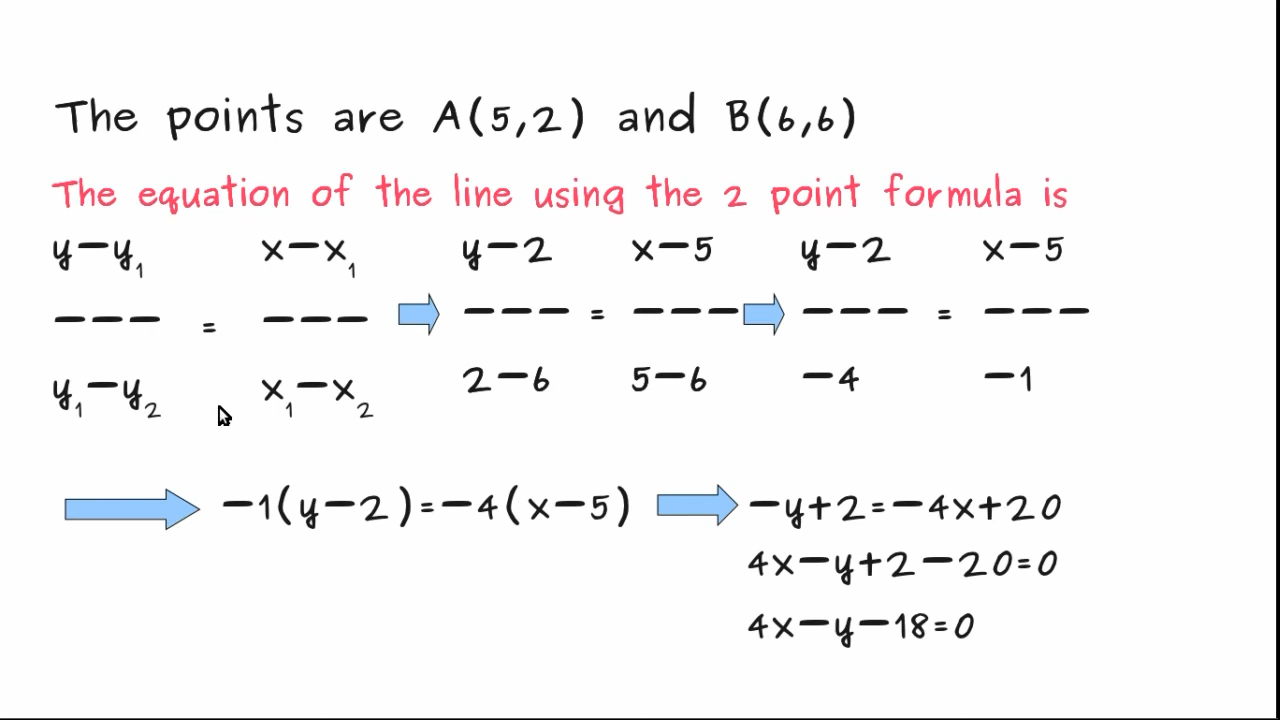 The points are A(5,2) and B(6,6)
The equation of the line using the 2 point formula is
y−y₁ x−x₁ y−2 x−5 y−2 x−5
−−− = −−− −−− = −−− −−− = −−−
y₁−y₂ x₁−x₂ 2−6 5−6 −4 −1
−1(y−2)=−4(x−5) −y+2=−4x+20
4x−y+2−20=0
4x−y−18=0